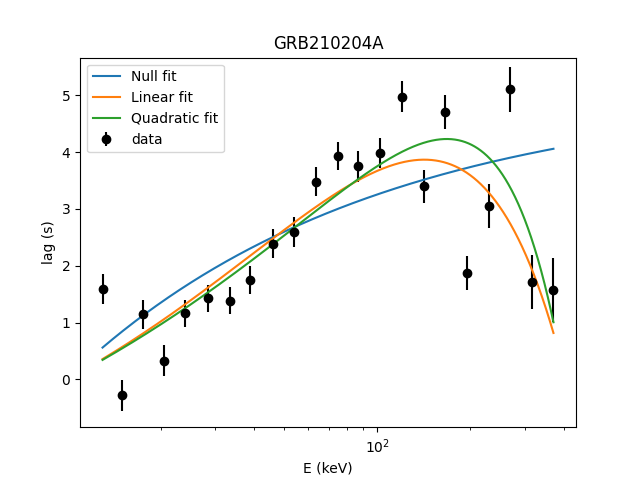 GRB210204A
Null fit
Linear fit
Quadratic fit
data
5
4
3
2
1
0
lag (s)
10²
E (keV)